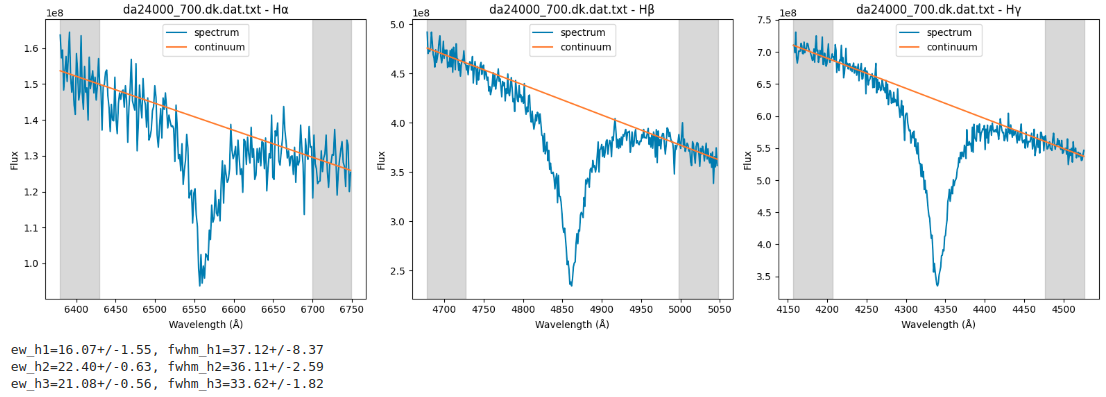 da24000_700.dk.dat.txt - Hα
da24000_700.dk.dat.txt - Hβ
da24000_700.dk.dat.txt - Hγ
1e8
1e8
1e8
spectrum
continuum
spectrum
continuum
spectrum
continuum
Flux
1.6
1.5
1.4
1.3
1.2
1.1
1.0
Flux
5.0
4.5
4.0
3.5
3.0
2.5
Flux
7.5
7.0
6.5
6.0
5.5
5.0
4.5
4.0
3.5
6400 6450 6500 6550 6600 6650 6700 6750
4700 4750 4800 4850 4900 4950 5000 5050
4150 4200 4250 4300 4350 4400 4450 4500
Wavelength (Å)
Wavelength (Å)
Wavelength (Å)
ew_h1=16.07+/-1.55, fwhm_h1=37.12+/-8.37
ew_h2=22.40+/-0.63, fwhm_h2=36.11+/-2.59
ew_h3=21.08+/-0.56, fwhm_h3=33.62+/-1.82